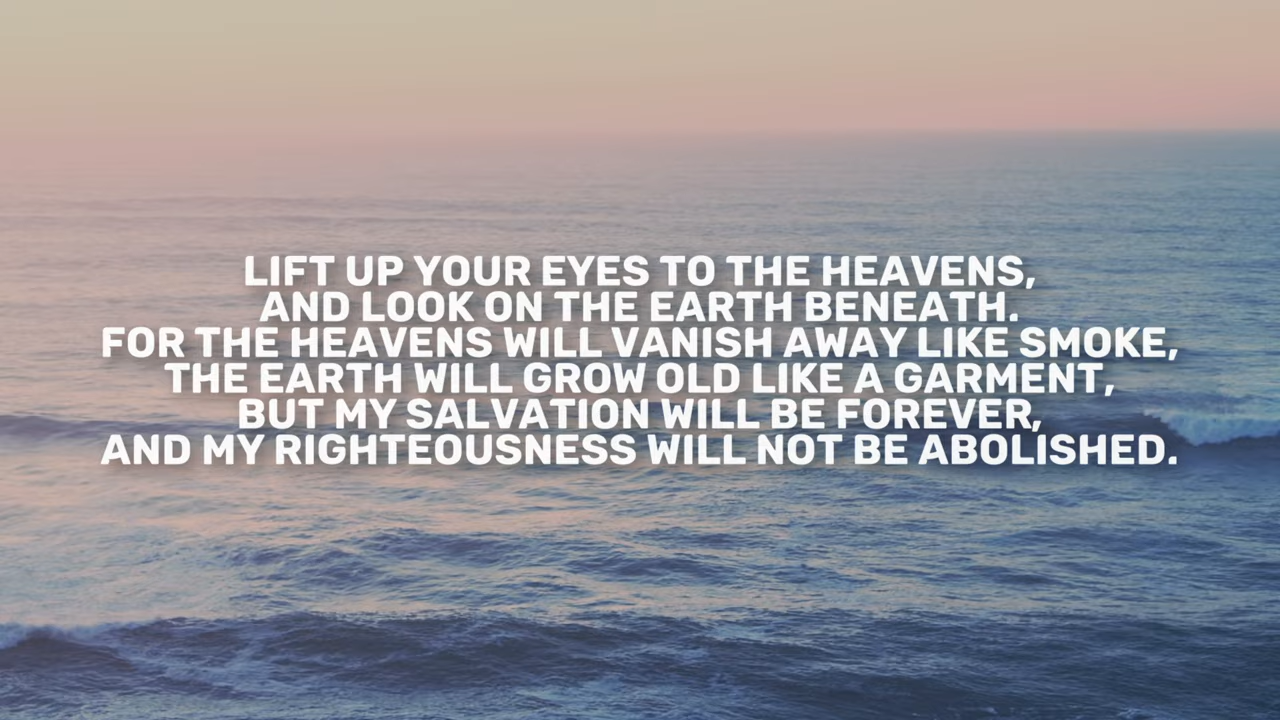 LIFT UP YOUR EYES TO THE HEAVENS,
AND LOOK ON THE EARTH BENEATH.
FOR THE HEAVENS WILL VANISH AWAY LIKE SMOKE,
THE EARTH WILL GROW OLD LIKE A GARMENT,
BUT MY SALVATION WILL BE FOREVER,
AND MY RIGHTEOUSNESS WILL NOT BE ABOLISHED.